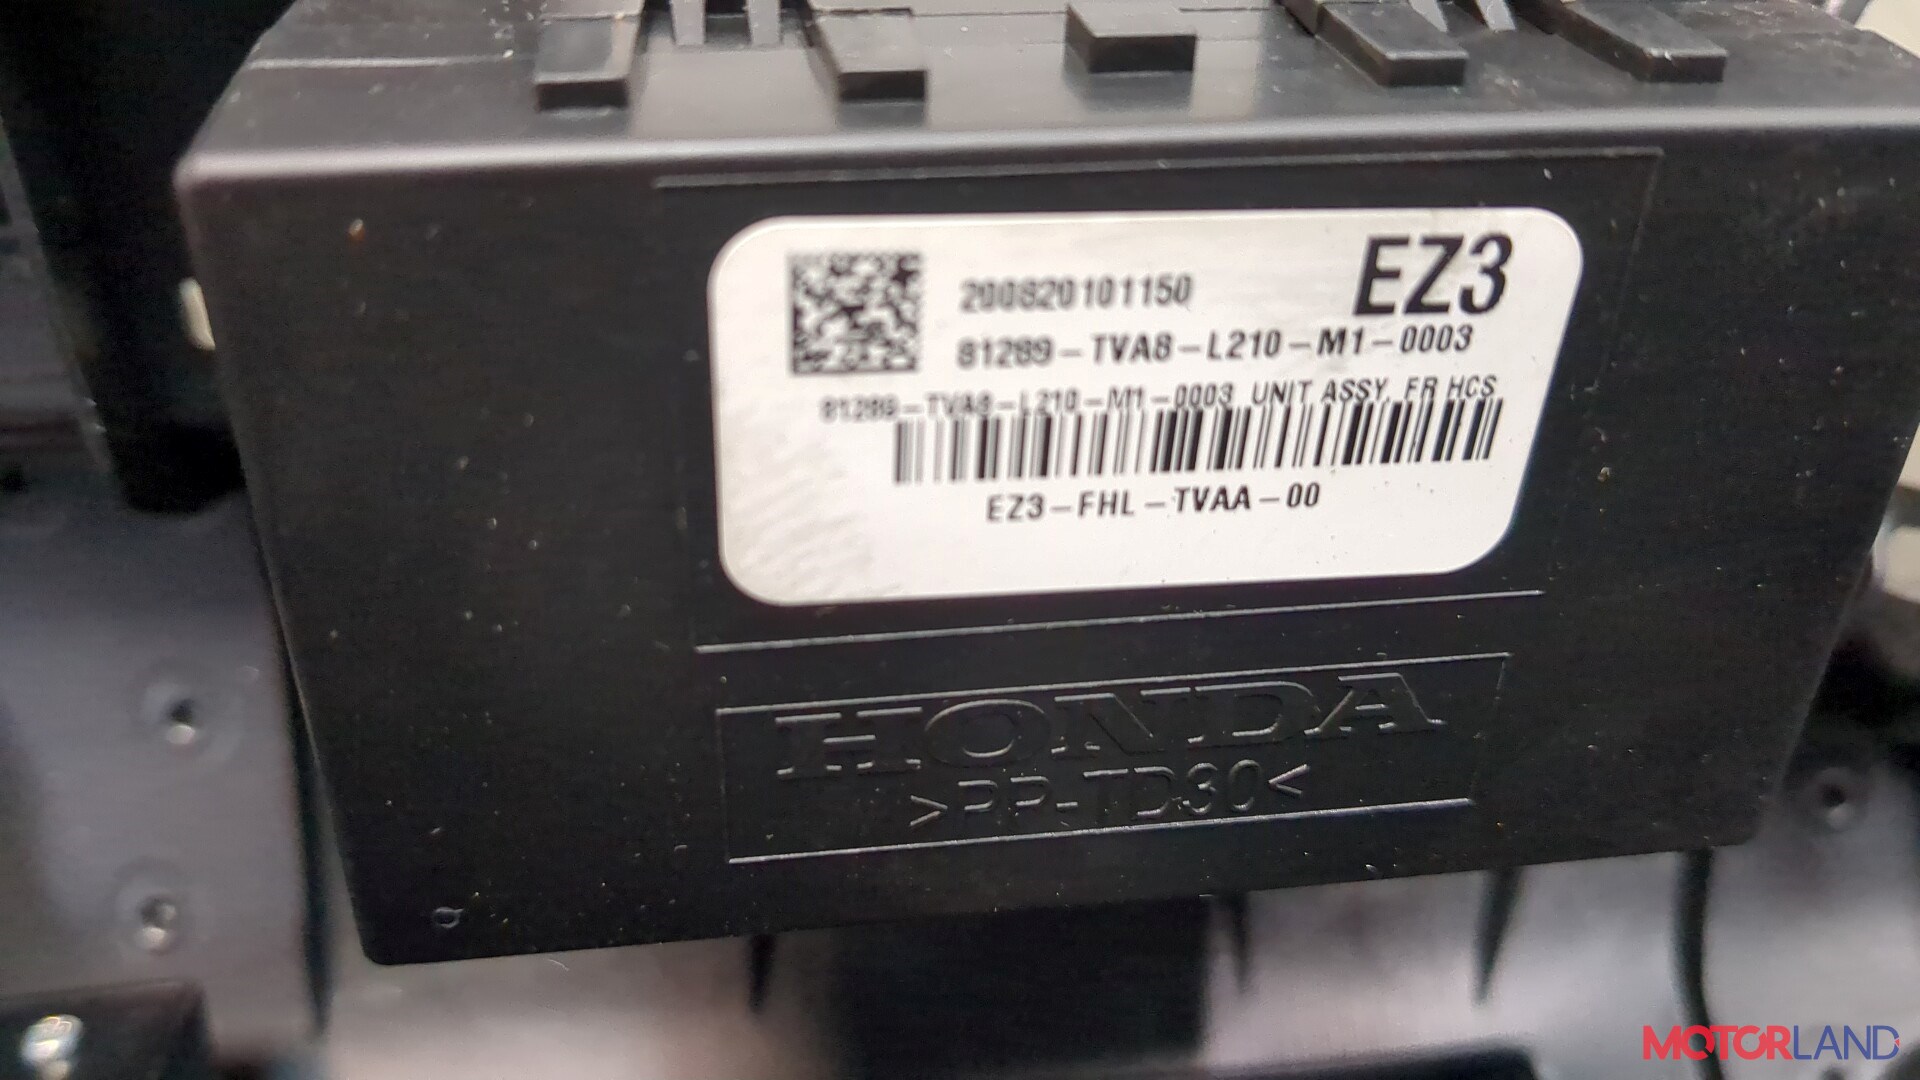 200820101150
EZ3
81289-TVA8-L210-M1-0003
81289-TVA8-L210-M1-0003 UNIT ASSY, FR HCS
EZ3-FHL-TVAA-00
HONDA
>PP-TD30<
MOTORLAND